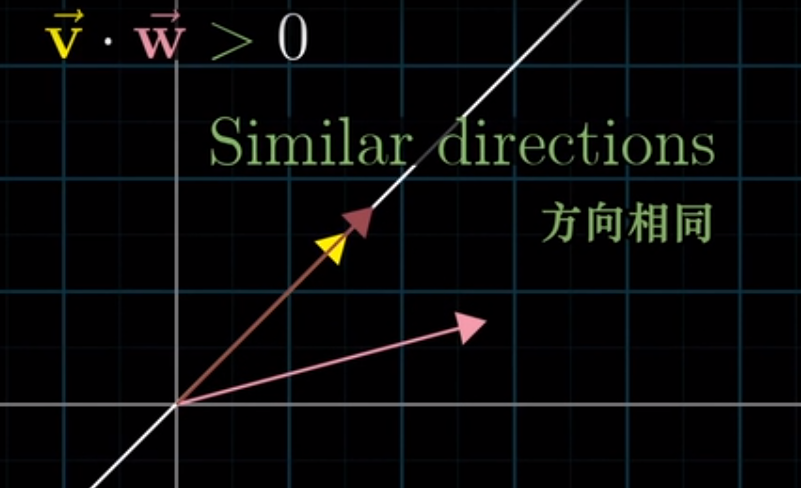 v⃗ · w⃗ > 0
Similar directions
方向相同